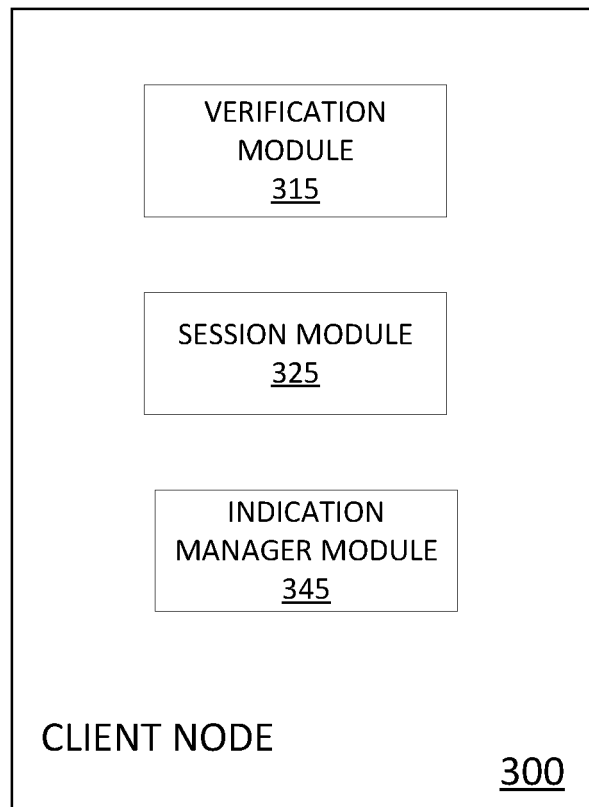 VERIFICATION
MODULE
315
SESSION MODULE
325
INDICATION
MANAGER MODULE
345
CLIENT NODE
300